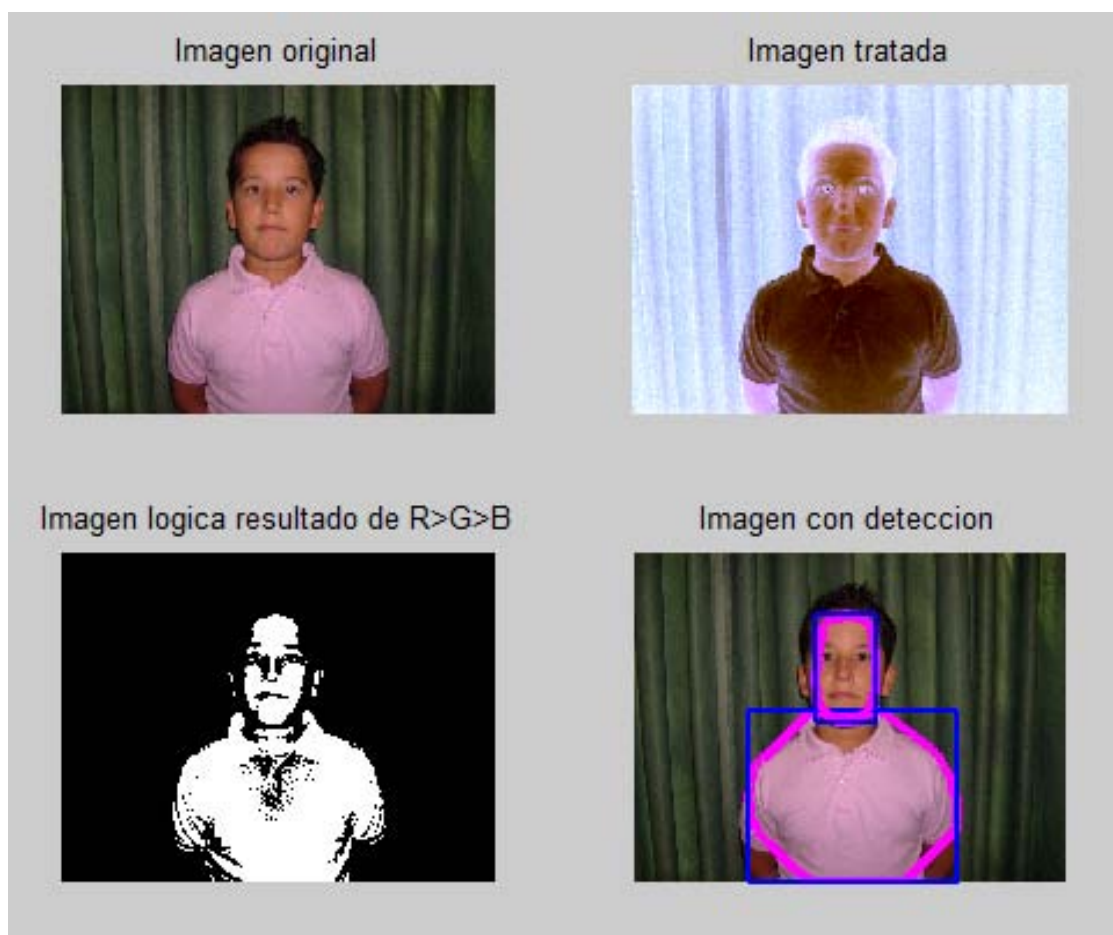 Imagen original
Imagen tratada
Imagen logica resultado de R>G>B
Imagen con deteccion